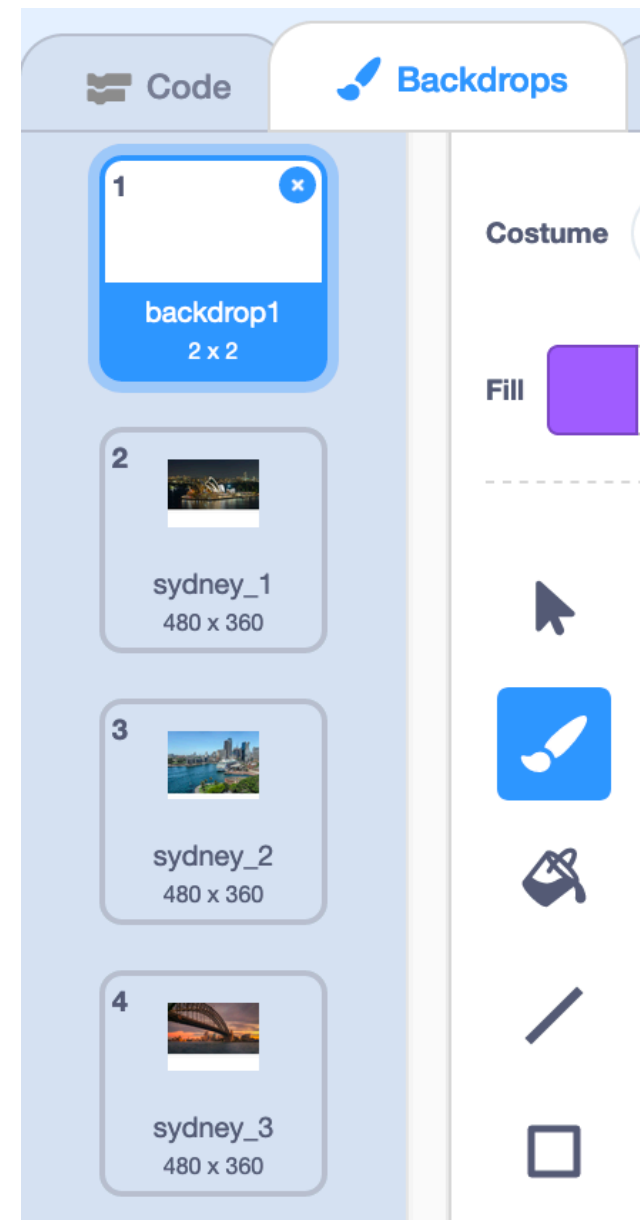 Code
Backdrops
1
backdrop1
2 x 2
2
sydney_1
480 x 360
3
sydney_2
480 x 360
4
sydney_3
480 x 360
Costume
Fill